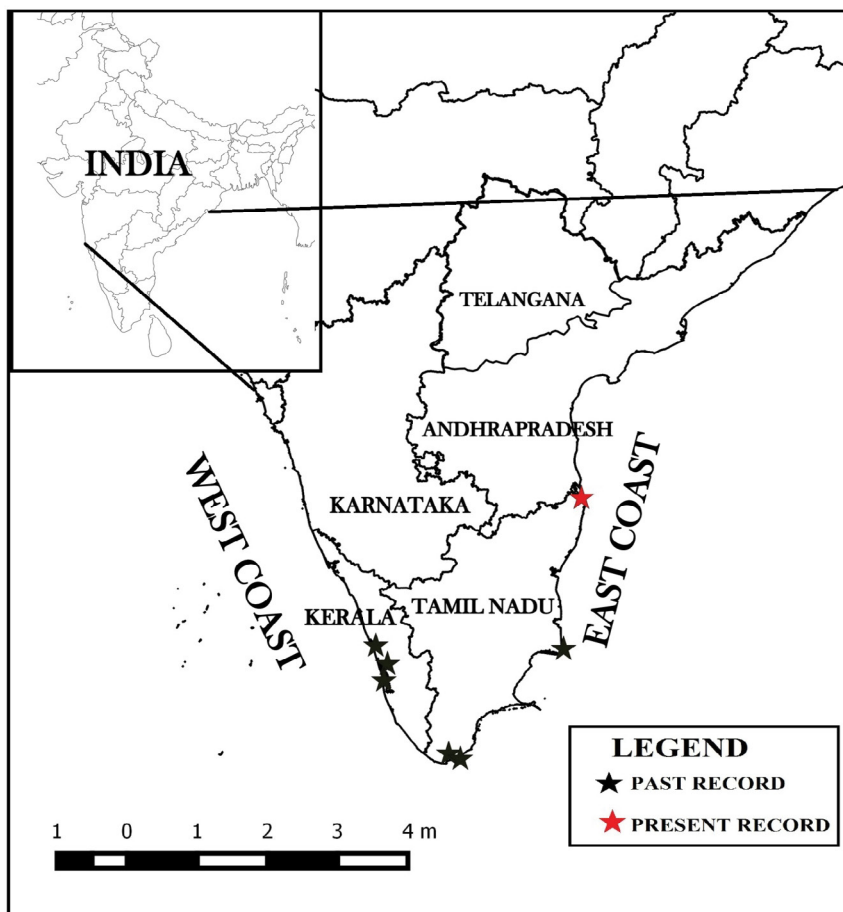 INDIA
TELANGANA
ANDHRAPRADESH
KARNATAKA
WEST COAST
EAST COAST
KERALA
TAMIL NADU
LEGEND
PAST RECORD
PRESENT RECORD
1 0 1 2 3 4 m